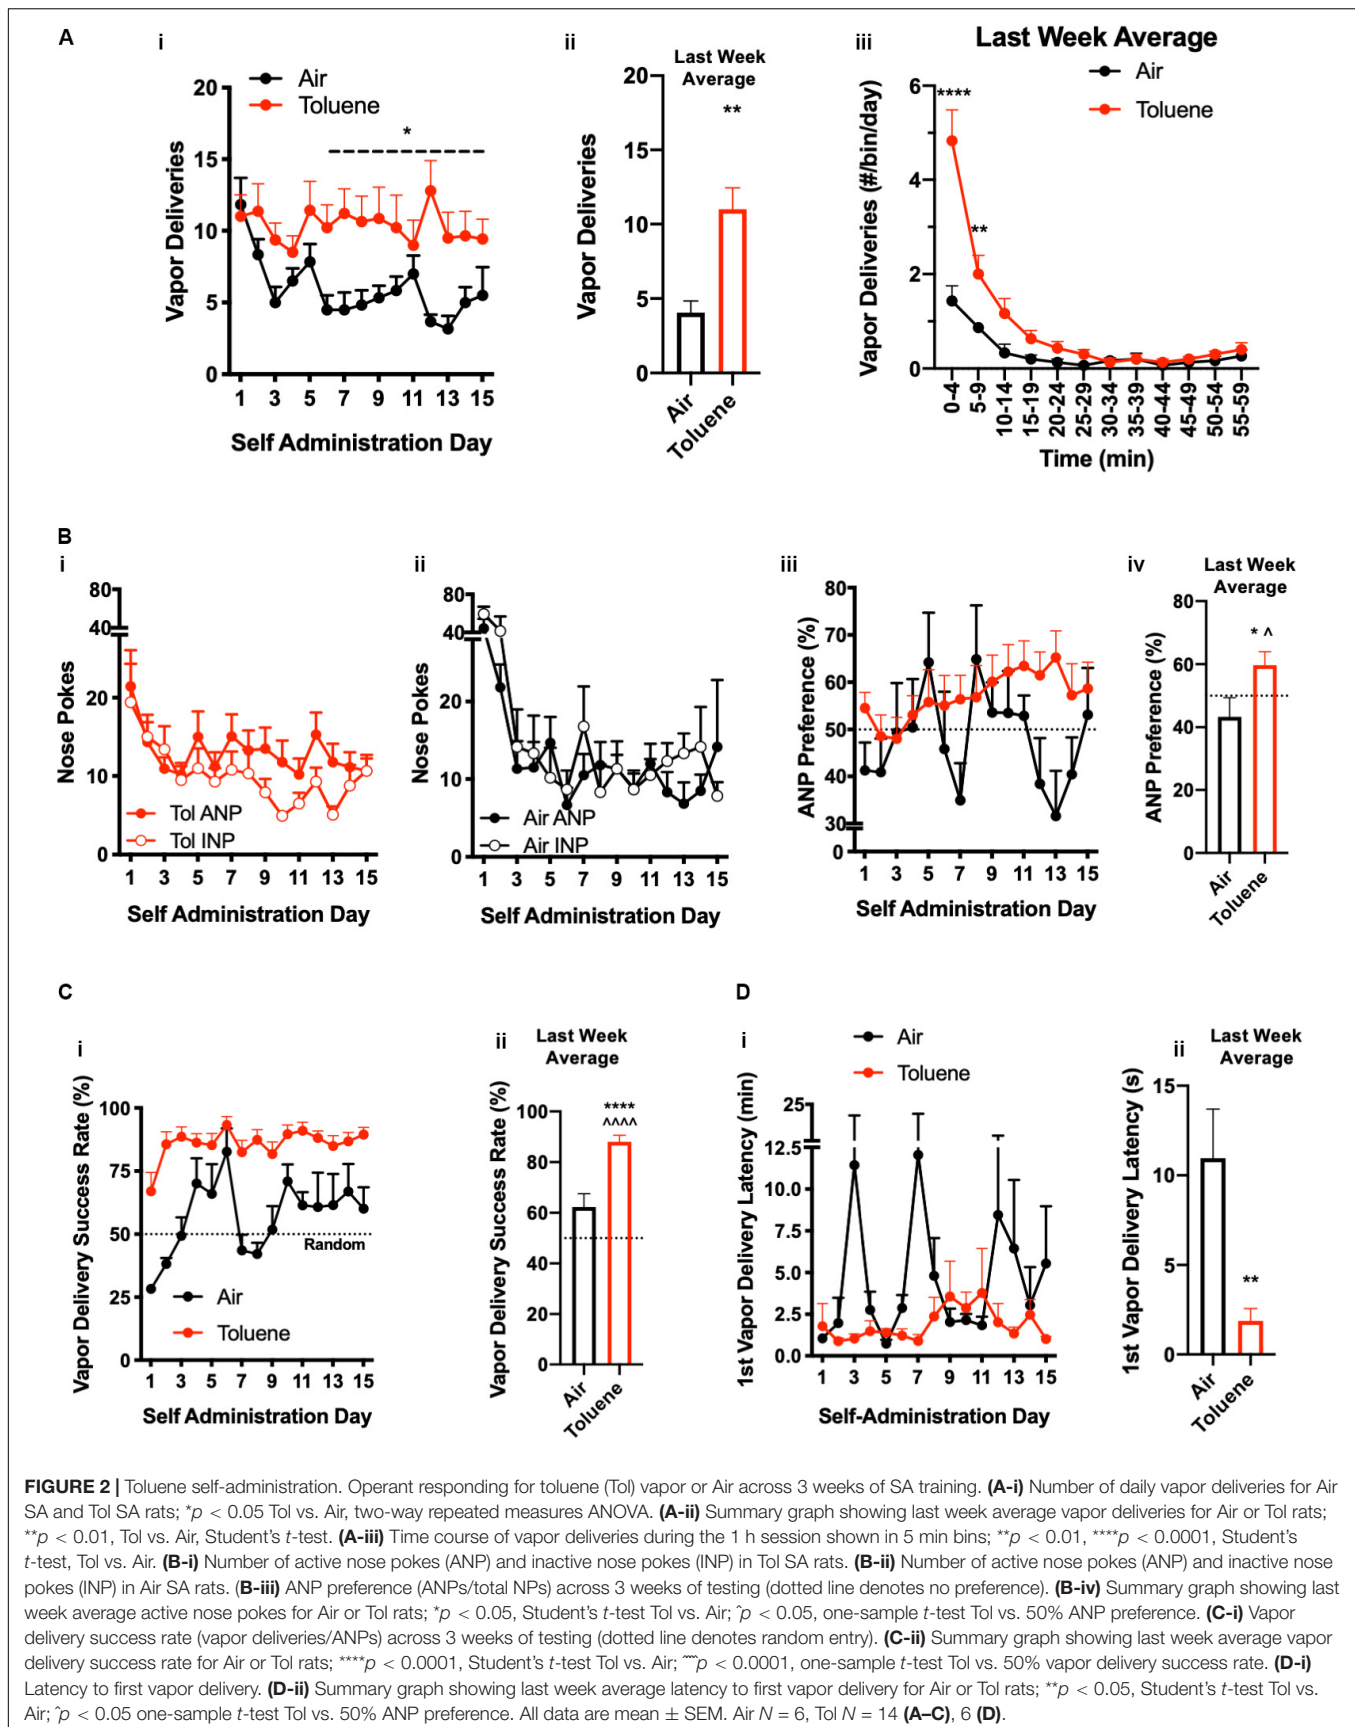 A
i
Air
Toluene
*
20
15
10
5
0
Vapor Deliveries
1 3 5 7 9 11 13 15
Self Administration Day
ii
Last Week
Average
**
20
15
10
5
0
Vapor Deliveries
Air
Toluene
iii
Last Week Average
Air
Toluene
****
**
6
4
2
0
Vapor Deliveries (#/bin/day)
0-4
5-9
10-14
15-19
20-24
25-29
30-34
35-39
40-44
45-49
50-54
55-59
Time (min)
B
i
80
40
20
10
0
Nose Pokes
Tol ANP
Tol INP
1 3 5 7 9 11 13 15
Self Administration Day
ii
80
40
20
10
0
Nose Pokes
Air ANP
Air INP
1 3 5 7 9 11 13 15
Self Administration Day
iii
80
70
60
50
40
30
0
ANP Preference (%)
1 3 5 7 9 11 13 15
Self Administration Day
iv
Last Week
Average
* ^
80
60
40
20
0
ANP Preference (%)
Air
Toluene
C
i
100
75
50
25
0
Vapor Delivery Success Rate (%)
Random
Air
Toluene
1 3 5 7 9 11 13 15
Self Administration Day
ii
Last Week
Average
****
^^^^
100
80
60
40
20
0
Vapor Delivery Success Rate (%)
Air
Toluene
D
i
Air
Toluene
25
12.5
10.0
7.5
5.0
2.5
0.0
1st Vapor Delivery Latency (min)
1 3 5 7 9 11 13 15
Self-Administration Day
ii
Last Week
Average
**
15
10
5
0
1st Vapor Delivery Latency (s)
Air
Toluene
FIGURE 2 | Toluene self-administration. Operant responding for toluene (Tol) vapor or Air across 3 weeks of SA training. (A-i) Number of daily vapor deliveries for Air
SA and Tol SA rats; *p < 0.05 Tol vs. Air, two-way repeated measures ANOVA. (A-ii) Summary graph showing last week average vapor deliveries for Air or Tol rats;
**p < 0.01, Tol vs. Air, Student's t-test. (A-iii) Time course of vapor deliveries during the 1 h session shown in 5 min bins; **p < 0.01, ****p < 0.0001, Student's
t-test, Tol vs. Air. (B-i) Number of active nose pokes (ANP) and inactive nose pokes (INP) in Tol SA rats. (B-ii) Number of active nose pokes (ANP) and inactive nose
pokes (INP) in Air SA rats. (B-iii) ANP preference (ANPs/total NPs) across 3 weeks of testing (dotted line denotes no preference). (B-iv) Summary graph showing last
week average active nose pokes for Air or Tol rats; *p < 0.05, Student's t-test Tol vs. Air; ^p < 0.05, one-sample t-test Tol vs. 50% ANP preference. (C-i) Vapor
delivery success rate (vapor deliveries/ANPs) across 3 weeks of testing (dotted line denotes random entry). (C-ii) Summary graph showing last week average vapor
delivery success rate for Air or Tol rats; ****p < 0.0001, Student's t-test Tol vs. Air; ^^^^p < 0.0001, one-sample t-test Tol vs. 50% vapor delivery success rate. (D-i)
Latency to first vapor delivery. (D-ii) Summary graph showing last week average latency to first vapor delivery for Air or Tol rats; **p < 0.05, Student's t-test Tol vs.
Air; ^p < 0.05 one-sample t-test Tol vs. 50% ANP preference. All data are mean ± SEM. Air N = 6, Tol N = 14 (A–C), 6 (D).